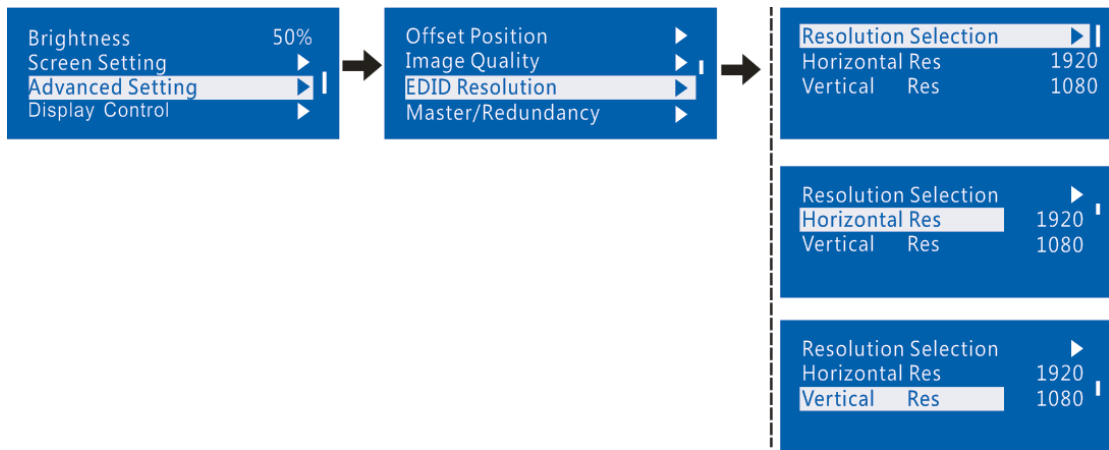 Brightness 50%
Screen Setting
Advanced Setting
Display Control
Offset Position
Image Quality
EDID Resolution
Master/Redundancy
Resolution Selection
Horizontal Res 1920
Vertical Res 1080
Resolution Selection
Horizontal Res 1920
Vertical Res 1080
Resolution Selection
Horizontal Res 1920
Vertical Res 1080